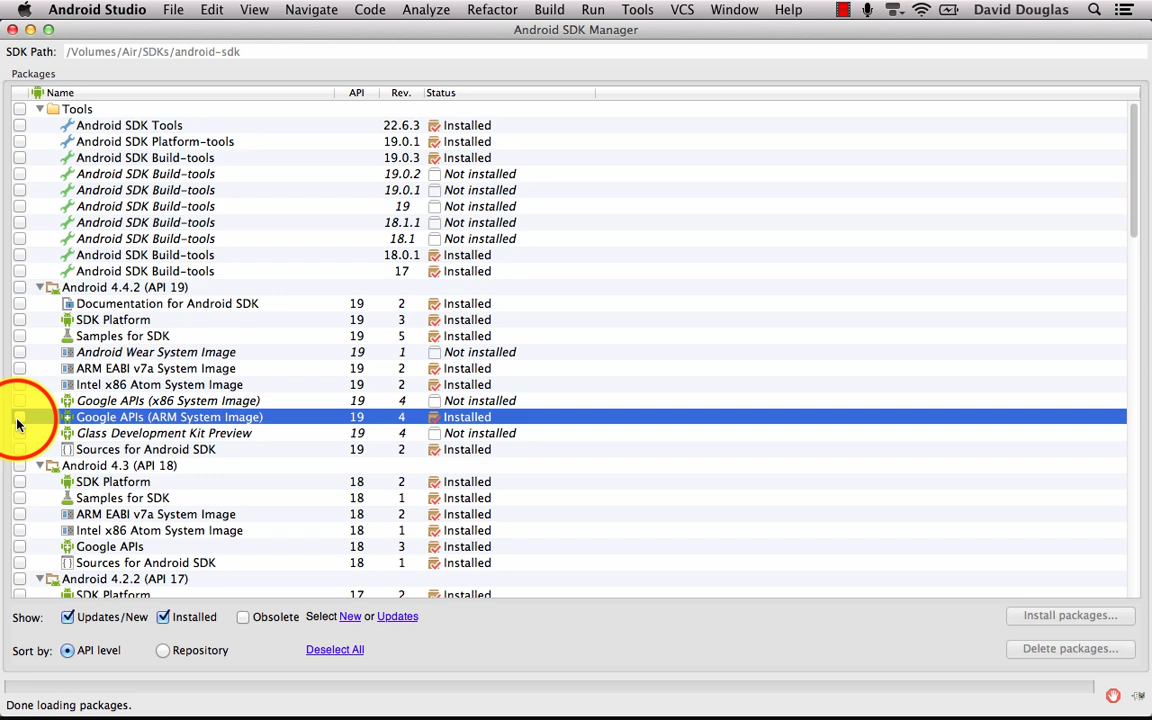 Android Studio File Edit View Navigate Code Analyze Refactor Build Run Tools VCS Window Help David Douglas
Android SDK Manager
SDK Path: /Volumes/Air/SDKs/android-sdk
Packages
Name API Rev. Status
Tools
Android SDK Tools 22.6.3 Installed
Android SDK Platform-tools 19.0.1 Installed
Android SDK Build-tools 19.0.3 Installed
Android SDK Build-tools 19.0.2 Not installed
Android SDK Build-tools 19.0.1 Not installed
Android SDK Build-tools 19 Not installed
Android SDK Build-tools 18.1.1 Not installed
Android SDK Build-tools 18.1 Not installed
Android SDK Build-tools 18.0.1 Installed
Android SDK Build-tools 17 Installed
Android 4.4.2 (API 19)
Documentation for Android SDK 19 2 Installed
SDK Platform 19 3 Installed
Samples for SDK 19 5 Installed
Android Wear System Image 19 1 Not installed
ARM EABI v7a System Image 19 2 Installed
Intel x86 Atom System Image 19 2 Installed
Google APIs (x86 System Image) 19 4 Not installed
Google APIs (ARM System Image) 19 4 Installed
Glass Development Kit Preview 19 4 Not installed
Sources for Android SDK 19 2 Installed
Android 4.3 (API 18)
SDK Platform 18 2 Installed
Samples for SDK 18 1 Installed
ARM EABI v7a System Image 18 2 Installed
Intel x86 Atom System Image 18 1 Installed
Google APIs 18 3 Installed
Sources for Android SDK 18 1 Installed
Android 4.2.2 (API 17)
SDK Platform 17 2 Installed
Show: Updates/New Installed Obsolete Select New or Updates Install packages...
Sort by: API level Repository Deselect All Delete packages...
Done loading packages.